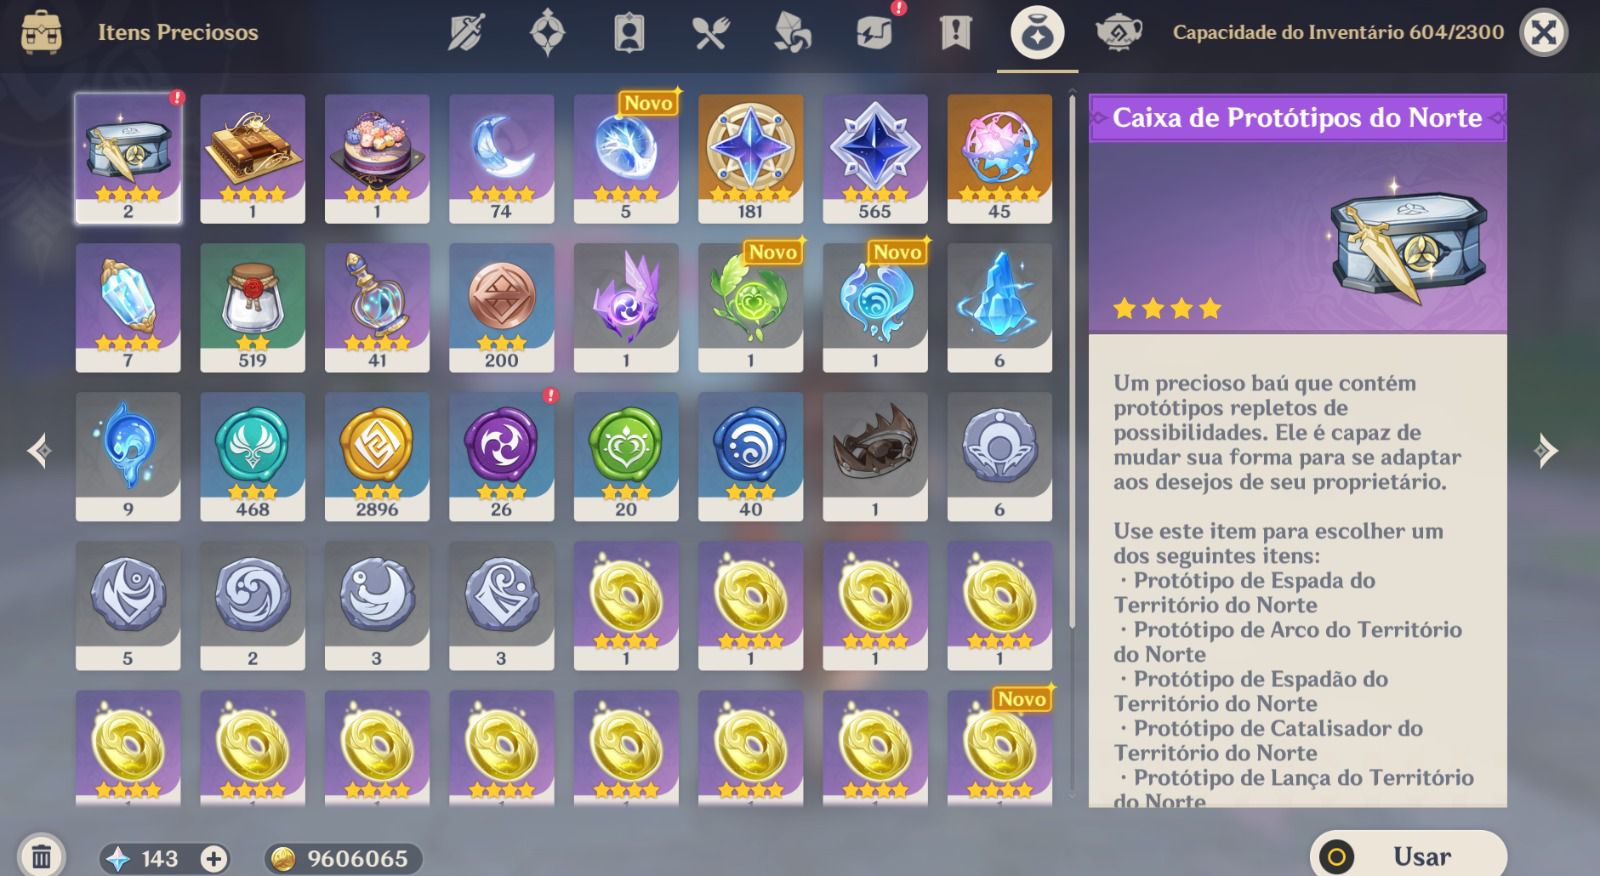 Itens Preciosos
Capacidade do Inventário 604/2300
Novo
2
1
1
74
5
181
565
45
Novo
Novo
7
519
41
200
1
1
1
6
9
468
2896
26
20
40
1
6
5
2
3
3
1
1
1
1
Novo
143
9606065
Caixa de Protótipos do Norte
Um precioso baú que contém
protótipos repletos de
possibilidades. Ele é capaz de
mudar sua forma para se adaptar
aos desejos de seu proprietário.
Use este item para escolher um
dos seguintes itens:
· Protótipo de Espada do
Território do Norte
· Protótipo de Arco do Território
do Norte
· Protótipo de Espadão do
Território do Norte
· Protótipo de Catalisador do
Território do Norte
· Protótipo de Lança do Território
do Norte
Usar